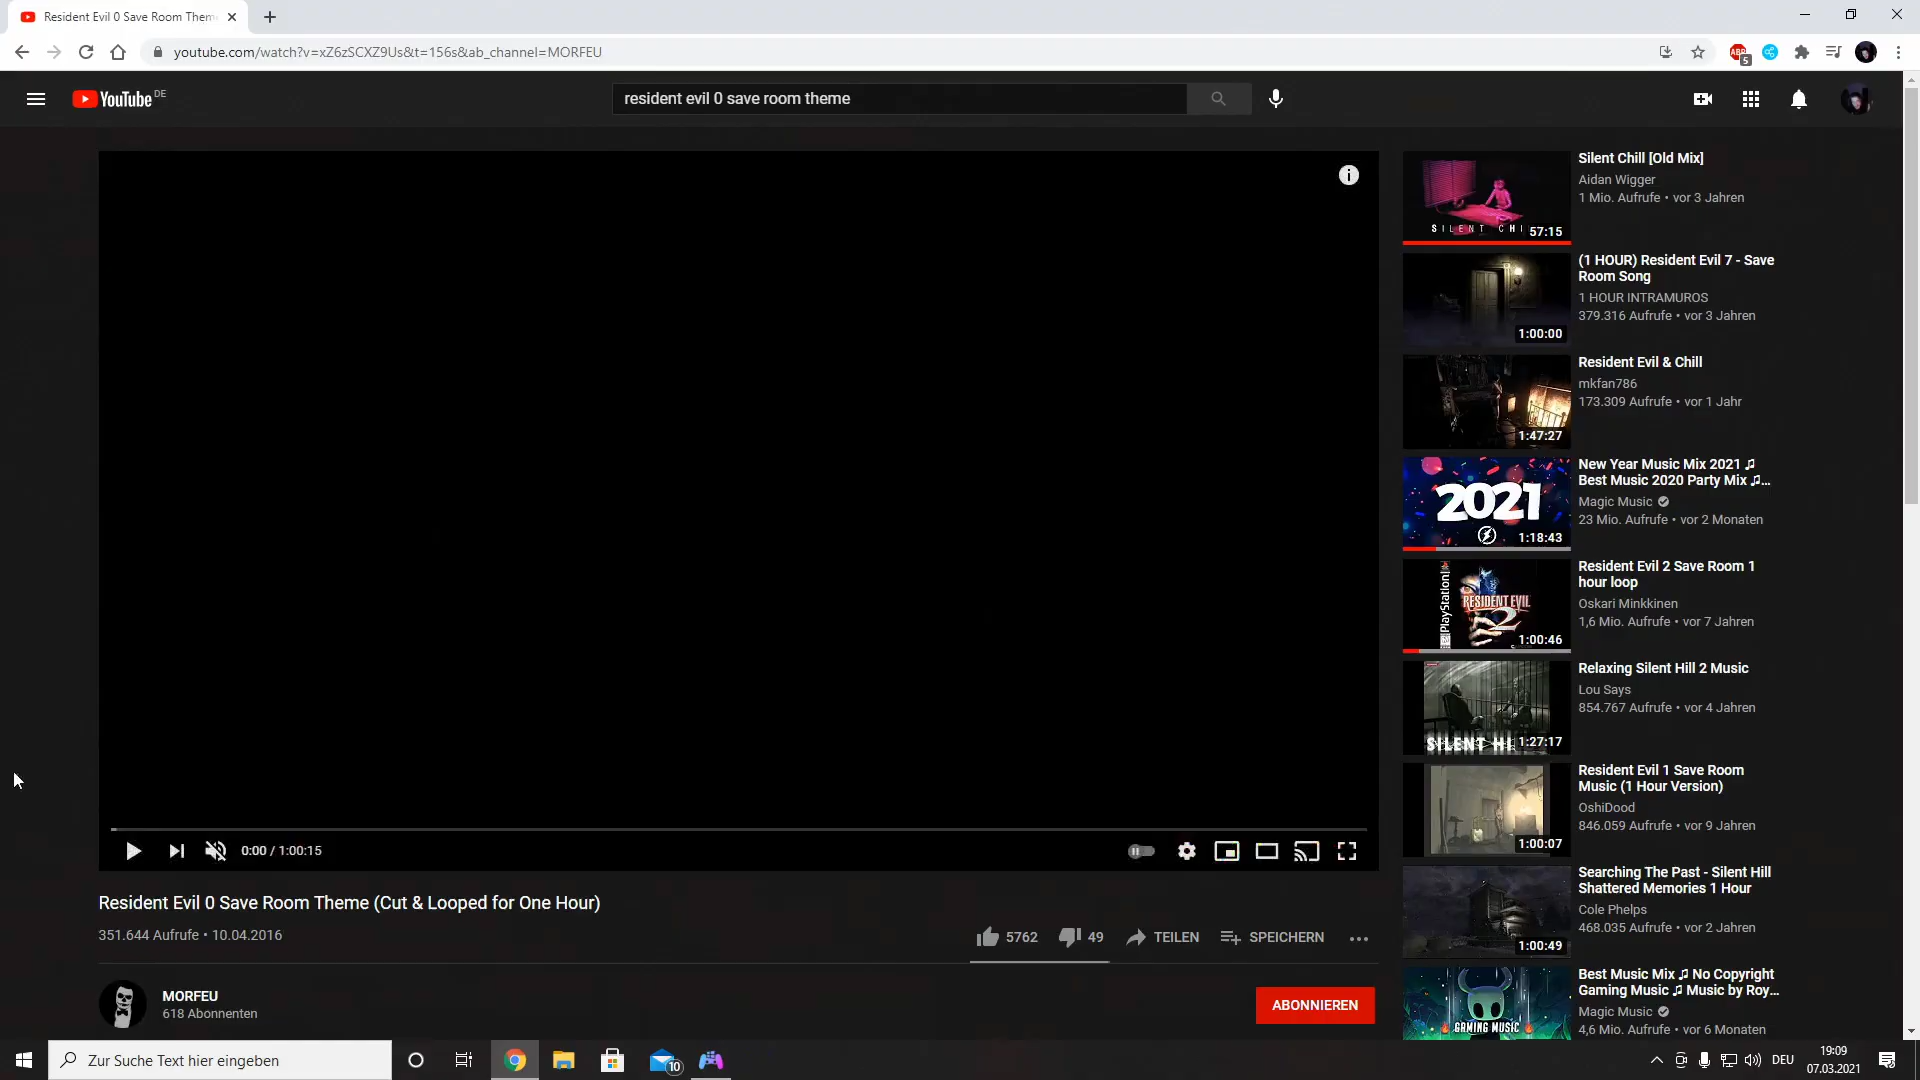 Resident Evil 0 Save Room Them
youtube.com/watch?v=xZ6zSCXZ9Us&t=156s&ab_channel=MORFEU
ABP
5
YouTube DE
resident evil 0 save room theme
Silent Chill [Old Mix]
Aidan Wigger
1 Mio. Aufrufe • vor 3 Jahren
SILENT CHI
57:15
(1 HOUR) Resident Evil 7 - Save
Room Song
1 HOUR INTRAMUROS
379.316 Aufrufe • vor 3 Jahren
1:00:00
Resident Evil & Chill
mkfan786
173.309 Aufrufe • vor 1 Jahr
1:47:27
New Year Music Mix 2021 ♫
Best Music 2020 Party Mix ♫...
Magic Music
23 Mio. Aufrufe • vor 2 Monaten
2021
1:18:43
Resident Evil 2 Save Room 1
hour loop
Oskari Minkkinen
1,6 Mio. Aufrufe • vor 7 Jahren
PlayStation
RESIDENT EVIL
2
1:00:46
Relaxing Silent Hill 2 Music
Lou Says
854.767 Aufrufe • vor 4 Jahren
SILENT HI
1:27:17
Resident Evil 1 Save Room
Music (1 Hour Version)
OshiDood
846.059 Aufrufe • vor 9 Jahren
1:00:07
Searching The Past - Silent Hill
Shattered Memories 1 Hour
Cole Phelps
468.035 Aufrufe • vor 2 Jahren
1:00:49
Best Music Mix ♫ No Copyright
Gaming Music ♫ Music by Roy...
Magic Music
4,6 Mio. Aufrufe • vor 6 Monaten
GAMING MUSIC
0:00 / 1:00:15
Resident Evil 0 Save Room Theme (Cut & Looped for One Hour)
351.644 Aufrufe • 10.04.2016
5762
49
TEILEN
SPEICHERN
MORFEU
618 Abonnenten
ABONNIEREN
Zur Suche Text hier eingeben
10
DEU
19:09
07.03.2021